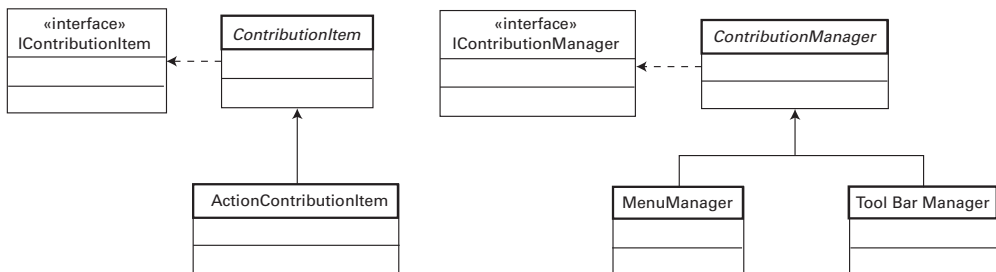 «interface»
IContributionItem
ContributionItem
ActionContributionItem
«interface»
IContributionManager
ContributionManager
MenuManager
Tool Bar Manager